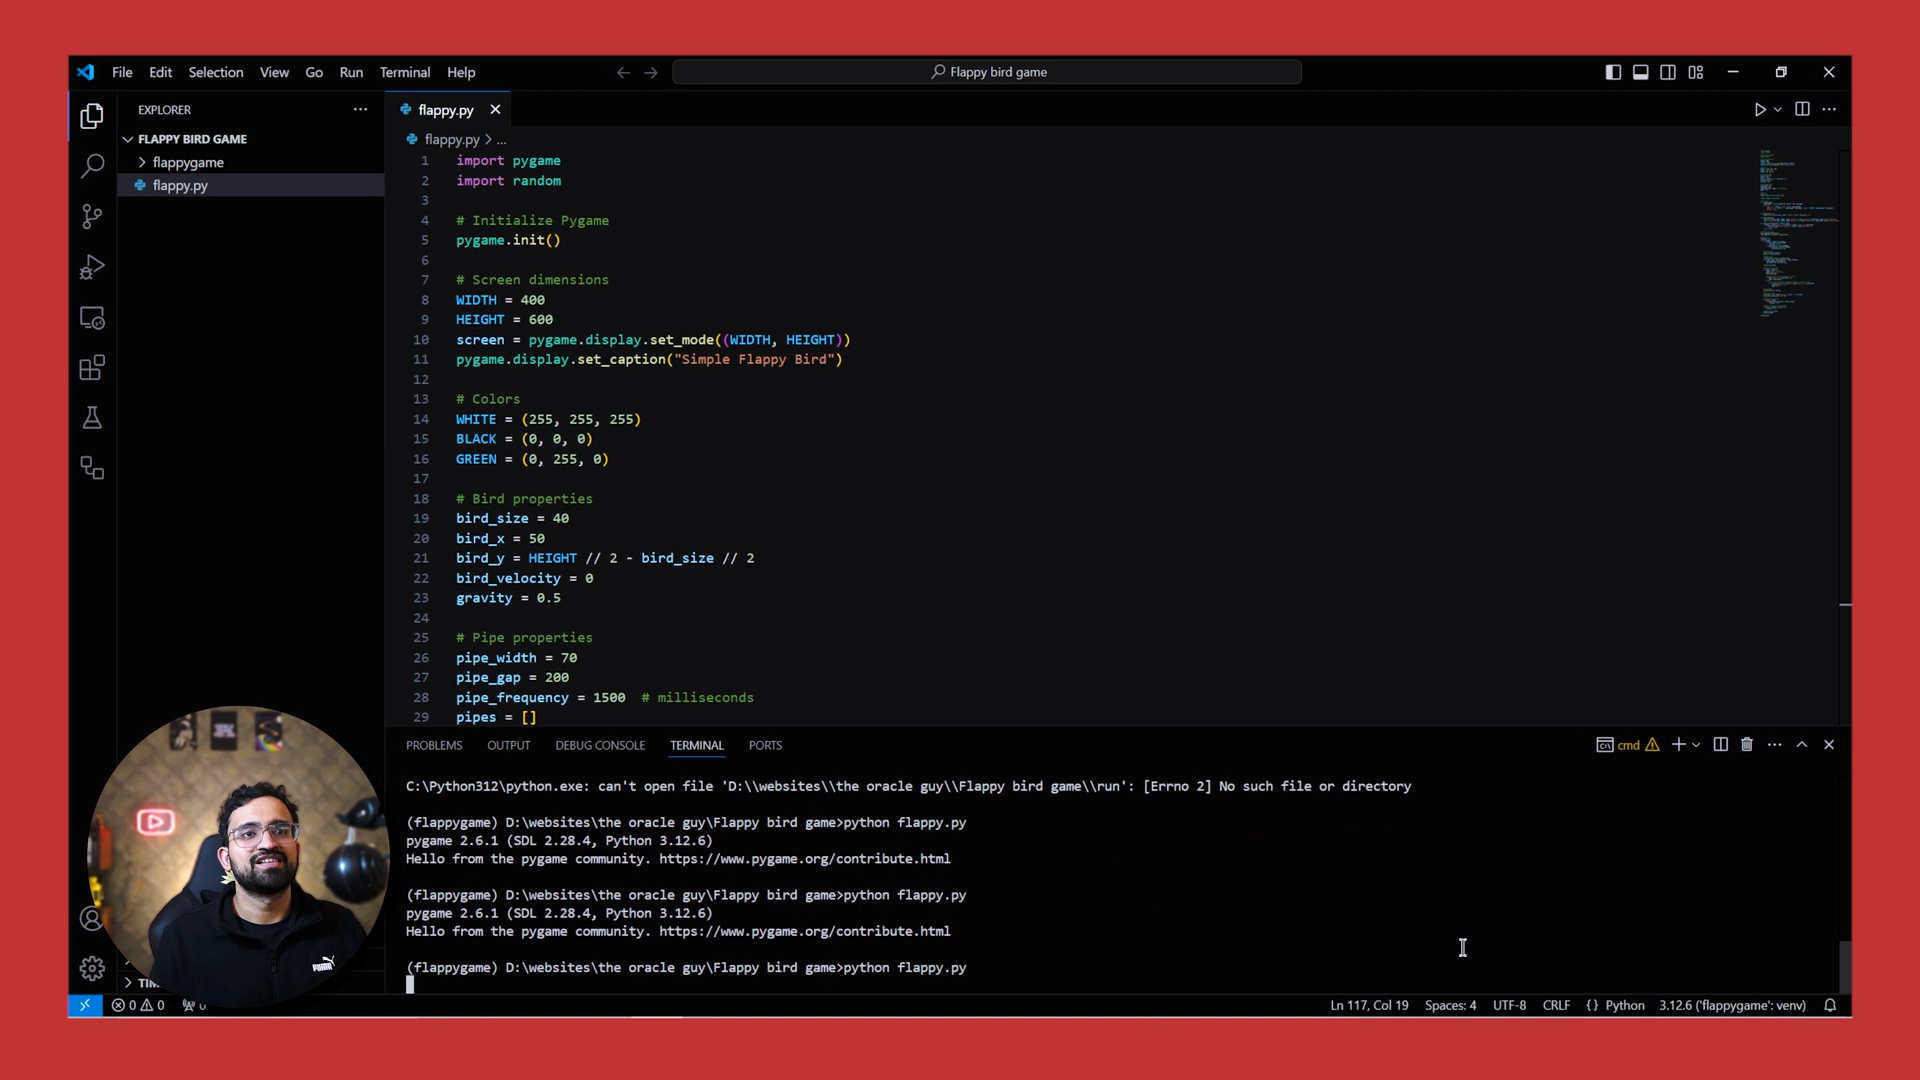 File Edit Selection View Go Run Terminal Help
Flappy bird game
EXPLORER
FLAPPY BIRD GAME
flappygame
flappy.py
flappy.py
flappy.py > ...
1 import pygame
2 import random
3
4 # Initialize Pygame
5 pygame.init()
6
7 # Screen dimensions
8 WIDTH = 400
9 HEIGHT = 600
10 screen = pygame.display.set_mode((WIDTH, HEIGHT))
11 pygame.display.set_caption("Simple Flappy Bird")
12
13 # Colors
14 WHITE = (255, 255, 255)
15 BLACK = (0, 0, 0)
16 GREEN = (0, 255, 0)
17
18 # Bird properties
19 bird_size = 40
20 bird_x = 50
21 bird_y = HEIGHT // 2 - bird_size // 2
22 bird_velocity = 0
23 gravity = 0.5
24
25 # Pipe properties
26 pipe_width = 70
27 pipe_gap = 200
28 pipe_frequency = 1500 # milliseconds
29 pipes = []
PROBLEMS OUTPUT DEBUG CONSOLE TERMINAL PORTS
cmd
C:\Python312\python.exe: can't open file 'D:\\websites\\the oracle guy\\Flappy bird game\\run': [Errno 2] No such file or directory
(flappygame) D:\websites\the oracle guy\Flappy bird game>python flappy.py
pygame 2.6.1 (SDL 2.28.4, Python 3.12.6)
Hello from the pygame community. https://www.pygame.org/contribute.html
(flappygame) D:\websites\the oracle guy\Flappy bird game>python flappy.py
pygame 2.6.1 (SDL 2.28.4, Python 3.12.6)
Hello from the pygame community. https://www.pygame.org/contribute.html
(flappygame) D:\websites\the oracle guy\Flappy bird game>python flappy.py
PUMA
0 0
Ln 117, Col 19 Spaces: 4 UTF-8 CRLF {} Python 3.12.6 ('flappygame': venv)